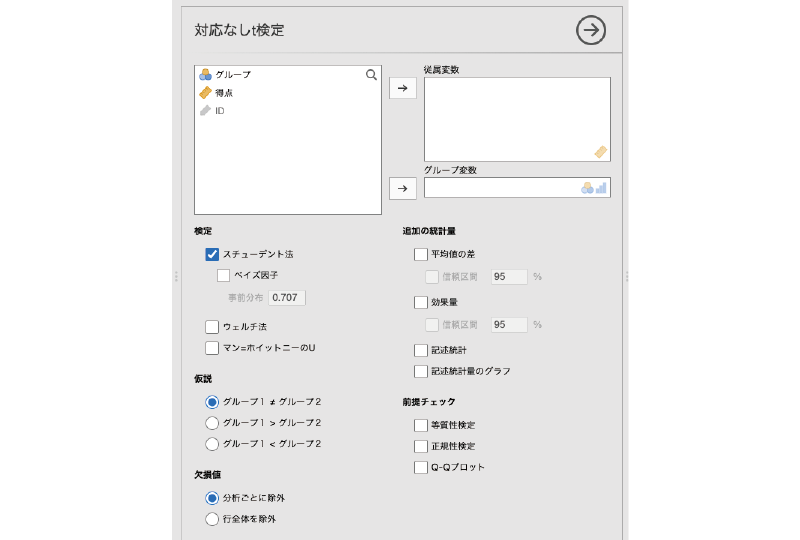 対応なしt検定
グループ
得点
ID
従属変数
グループ変数
検定
スチューデント法
ベイズ因子
事前分布 0.707
ウェルチ法
マン=ホイットニーのU
仮説
グループ1 ≠ グループ2
グループ1 > グループ2
グループ1 < グループ2
欠損値
分析ごとに除外
行全体を除外
追加の統計量
平均値の差
信頼区間 95 %
効果量
信頼区間 95 %
記述統計
記述統計量のグラフ
前提チェック
等質性検定
正規性検定
Q-Qプロット